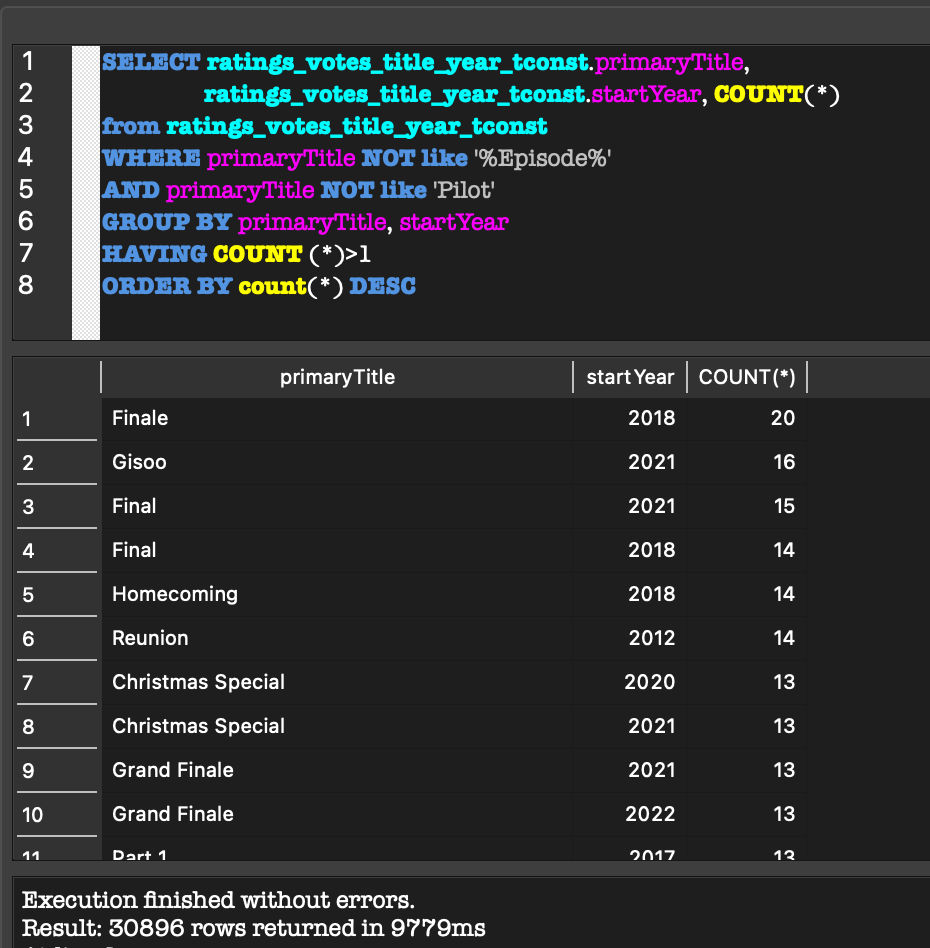 1 SELECT ratings_votes_title_year_tconst.primaryTitle,
2 ratings_votes_title_year_tconst.startYear, COUNT(*)
3 from ratings_votes_title_year_tconst
4 WHERE primaryTitle NOT like '%Episode%'
5 AND primaryTitle NOT like 'Pilot'
6 GROUP BY primaryTitle, startYear
7 HAVING COUNT (*)>1
8 ORDER BY count(*) DESC
primaryTitle startYear COUNT(*)
1 Finale 2018 20
2 Gisoo 2021 16
3 Final 2021 15
4 Final 2018 14
5 Homecoming 2018 14
6 Reunion 2012 14
7 Christmas Special 2020 13
8 Christmas Special 2021 13
9 Grand Finale 2021 13
10 Grand Finale 2022 13
11 Part 1 2017 13
Execution finished without errors.
Result: 30896 rows returned in 9779ms